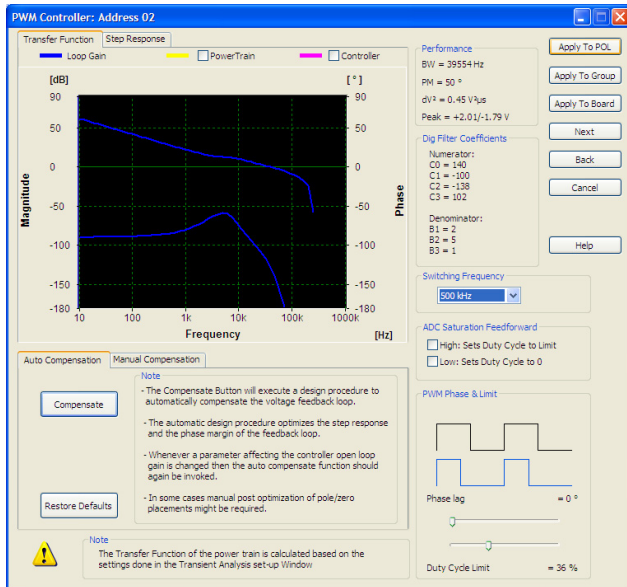 PWM Controller: Address 02
Transfer Function Step Response
Loop Gain PowerTrain Controller
[dB] [ ° ]
90 90
50 50
0 0
-50 -50
-100 -100
-150 -150
-180 -180
Magnitude
Phase
10 100 1k 10k 100k 1000k
Frequency [Hz]
Performance
BW = 39554 Hz
PM = 50 °
dV² = 0.45 V²µs
Peak = +2.01/-1.79 V
Dig Filter Coefficients
Numerator:
C0 = 140
C1 = -100
C2 = -138
C3 = 102
Denominator:
B1 = 2
B2 = 5
B3 = 1
Apply To POL
Apply To Group
Apply To Board
Next
Back
Cancel
Help
Switching Frequency
500 kHz
ADC Saturation Feedforward
High: Sets Duty Cycle to Limit
Low: Sets Duty Cycle to 0
PWM Phase & Limit
Phase lag = 0 °
Duty Cycle Limit = 36 %
Auto Compensation Manual Compensation
Compensate
Restore Defaults
Note
- The Compensate Button will execute a design procedure to
automatically compensate the voltage feedback loop.
- The automatic design procedure optimizes the step response
and the phase margin of the feedback loop.
- Whenever a parameter affecting the controller open loop
gain is changed then the auto compensate function should
again be invoked.
- In some cases manual post optimization of pole/zero
placements might be required.
Note
The Transfer Function of the power train is calculated based on the
settings done in the Transient Analysis set-up Window